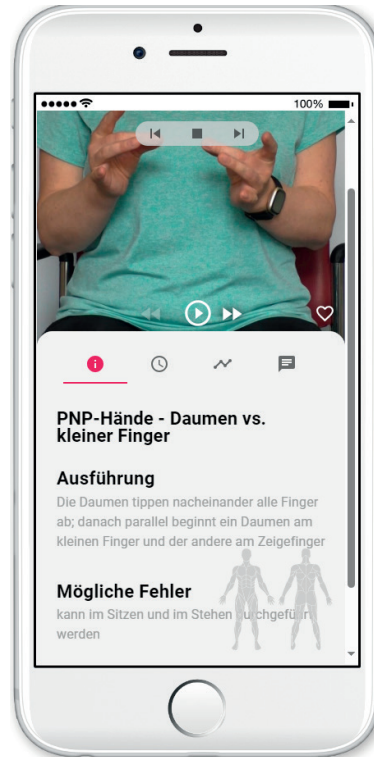 100%
PNP-Hände - Daumen vs.
kleiner Finger
Ausführung
Die Daumen tippen nacheinander alle Finger
ab; danach parallel beginnt ein Daumen am
kleinen Finger und der andere am Zeigefinger
Mögliche Fehler
kann im Sitzen und im Stehen durchgeführt
werden